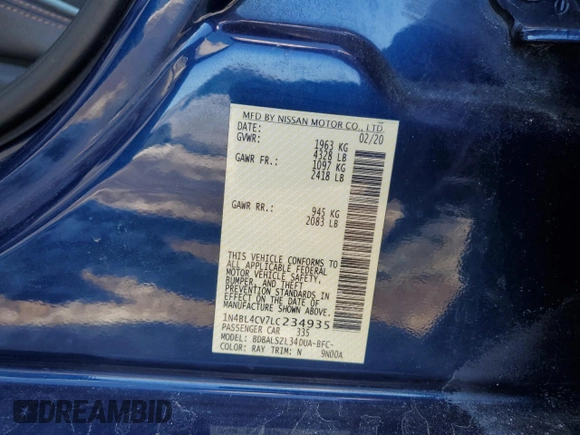 MFD BY NISSAN MOTOR CO., LTD.
DATE: 02/20
GVWR: 1963 KG
4328 LB
GAWR FR.: 1097 KG
2418 LB
GAWR RR.: 945 KG
2083 LB
THIS VEHICLE CONFORMS TO
ALL APPLICABLE FEDERAL
MOTOR VEHICLE SAFETY,
BUMPER, AND THEFT
PREVENTION STANDARDS IN
EFFECT ON THE DATE OF
MANUFACTURE SHOWN ABOVE.
1N4BL4CV7LC234935
PASSENGER CAR 335
MODEL: BDBALS2L34DUA-BFC-
COLOR: RAY TRIM: N 9N00A
DREAMBID